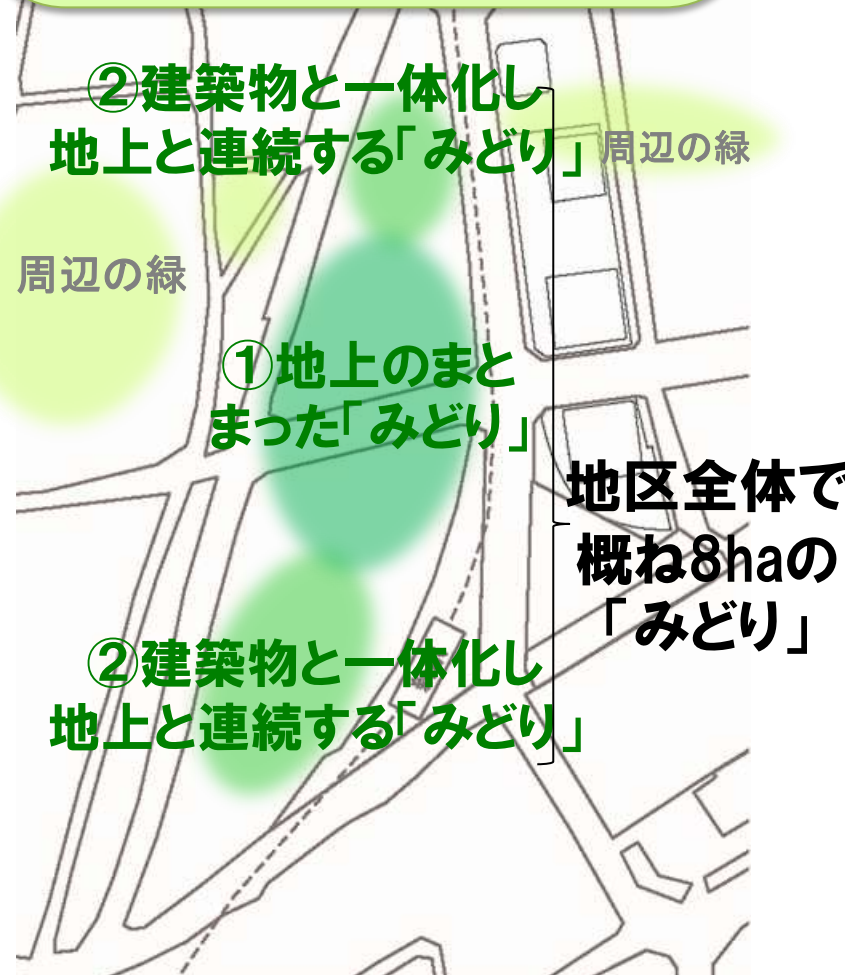 ②建築物と一体化し
地上と連続する「みどり」
周辺の緑
周辺の緑
①地上のまと
まった「みどり」
地区全体で
概ね8haの
「みどり」
②建築物と一体化し
地上と連続する「みどり」